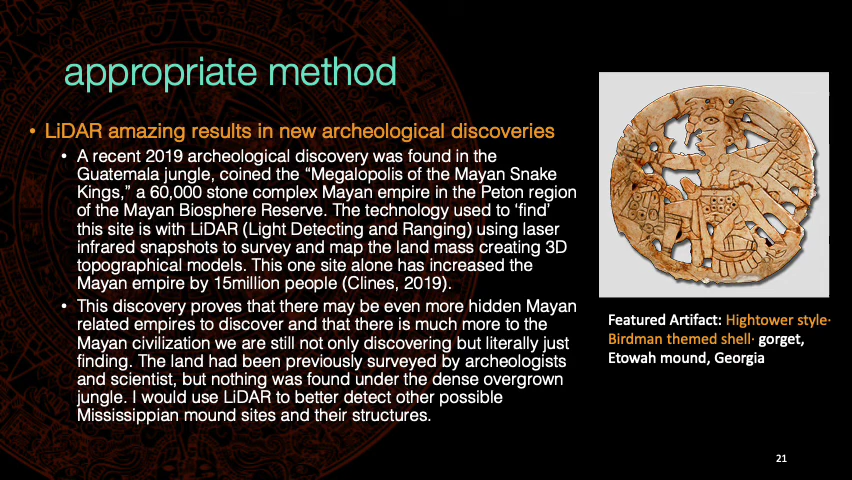 appropriate method
• LiDAR amazing results in new archeological discoveries
• A recent 2019 archeological discovery was found in the
Guatemala jungle, coined the “Megalopolis of the Mayan Snake
Kings,” a 60,000 stone complex Mayan empire in the Peton region
of the Mayan Biosphere Reserve. The technology used to ‘find’
this site is with LiDAR (Light Detecting and Ranging) using laser
infrared snapshots to survey and map the land mass creating 3D
topographical models. This one site alone has increased the
Mayan empire by 15million people (Clines, 2019).
• This discovery proves that there may be even more hidden Mayan
related empires to discover and that there is much more to the
Mayan civilization we are still not only discovering but literally just
finding. The land had been previously surveyed by archeologists
and scientist, but nothing was found under the dense overgrown
jungle. I would use LiDAR to better detect other possible
Mississippian mound sites and their structures.
Featured Artifact: Hightower style·
Birdman themed shell· gorget,
Etowah mound, Georgia
21